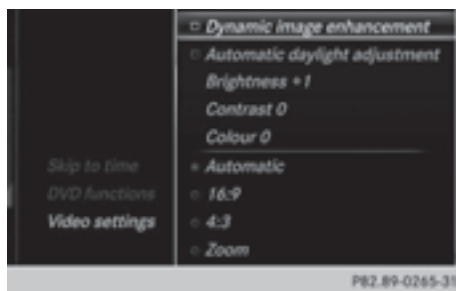 Dynamic image enhancement
Automatic daylight adjustment
Brightness +1
Contrast 0
Colour 0
Skip to time
Automatic
DVD functions
16:9
Video settings
4:3
Zoom
P82.89-0265-31